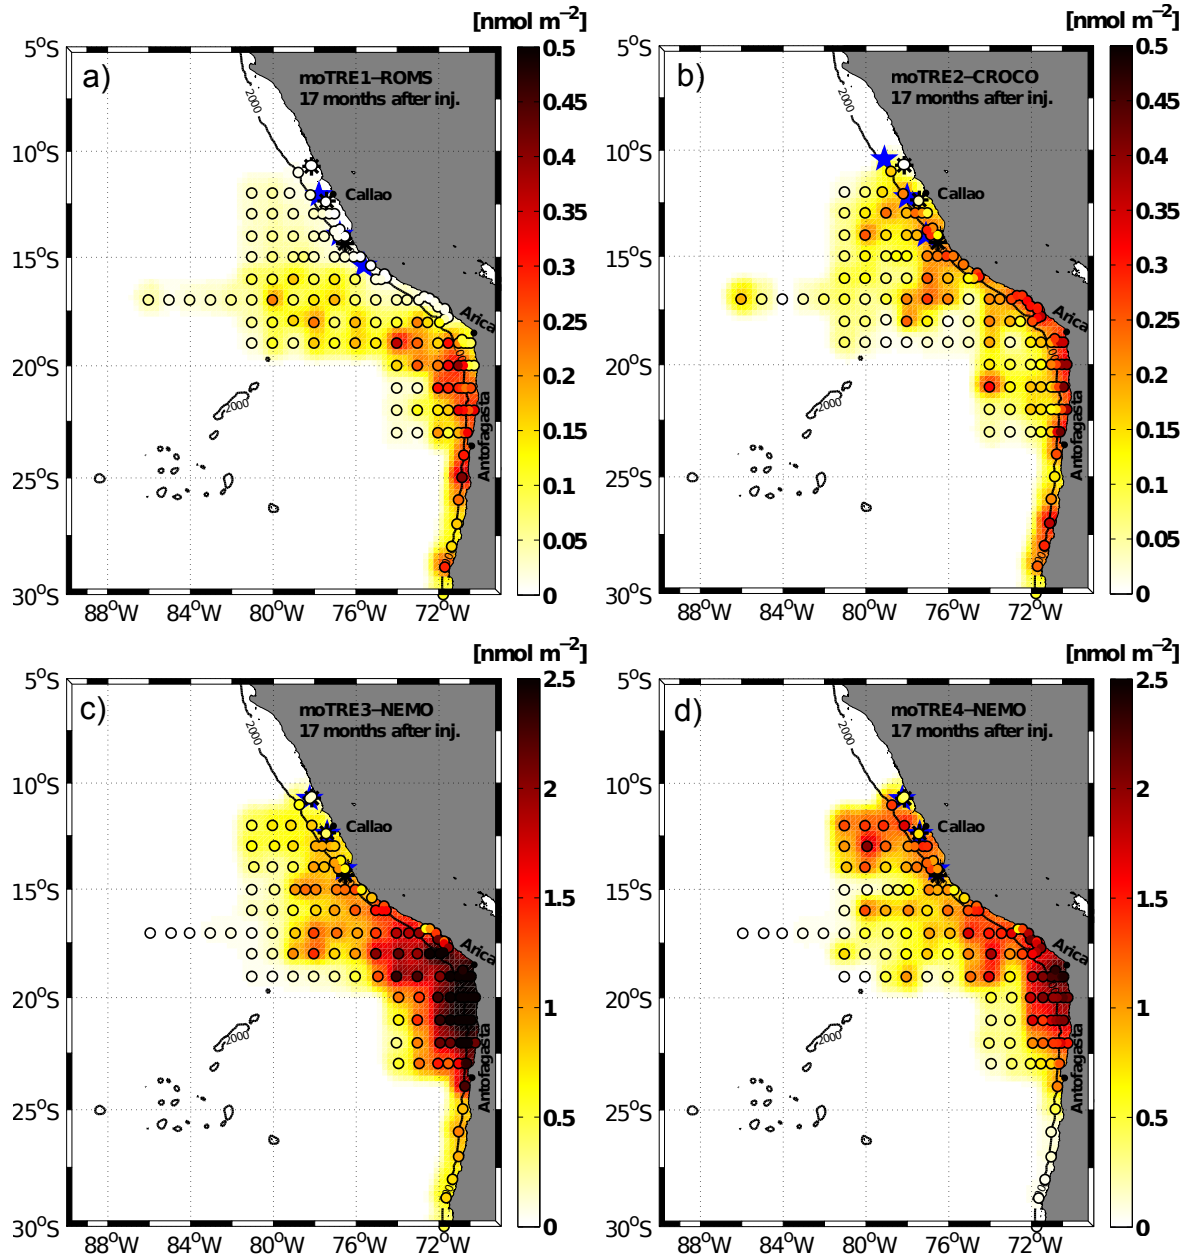 [nmol m⁻²]
a)
moTRE1–ROMS
17 months after inj.
2000
Callao
Arica
Antofagasta
2000
5°S
10°S
15°S
20°S
25°S
30°S
88°W
84°W
80°W
76°W
72°W
0.5
0.45
0.4
0.35
0.3
0.25
0.2
0.15
0.1
0.05
0
[nmol m⁻²]
b)
moTRE2–CROCO
17 months after inj.
2000
Callao
Arica
Antofagasta
2000
5°S
10°S
15°S
20°S
25°S
30°S
88°W
84°W
80°W
76°W
72°W
0.5
0.45
0.4
0.35
0.3
0.25
0.2
0.15
0.1
0.05
0
[nmol m⁻²]
c)
moTRE3–NEMO
17 months after inj.
2000
Callao
Arica
Antofagasta
2000
5°S
10°S
15°S
20°S
25°S
30°S
88°W
84°W
80°W
76°W
72°W
2.5
2
1.5
1
0.5
0
[nmol m⁻²]
d)
moTRE4–NEMO
17 months after inj.
2000
Callao
Arica
Antofagasta
2000
5°S
10°S
15°S
20°S
25°S
30°S
88°W
84°W
80°W
76°W
72°W
2.5
2
1.5
1
0.5
0